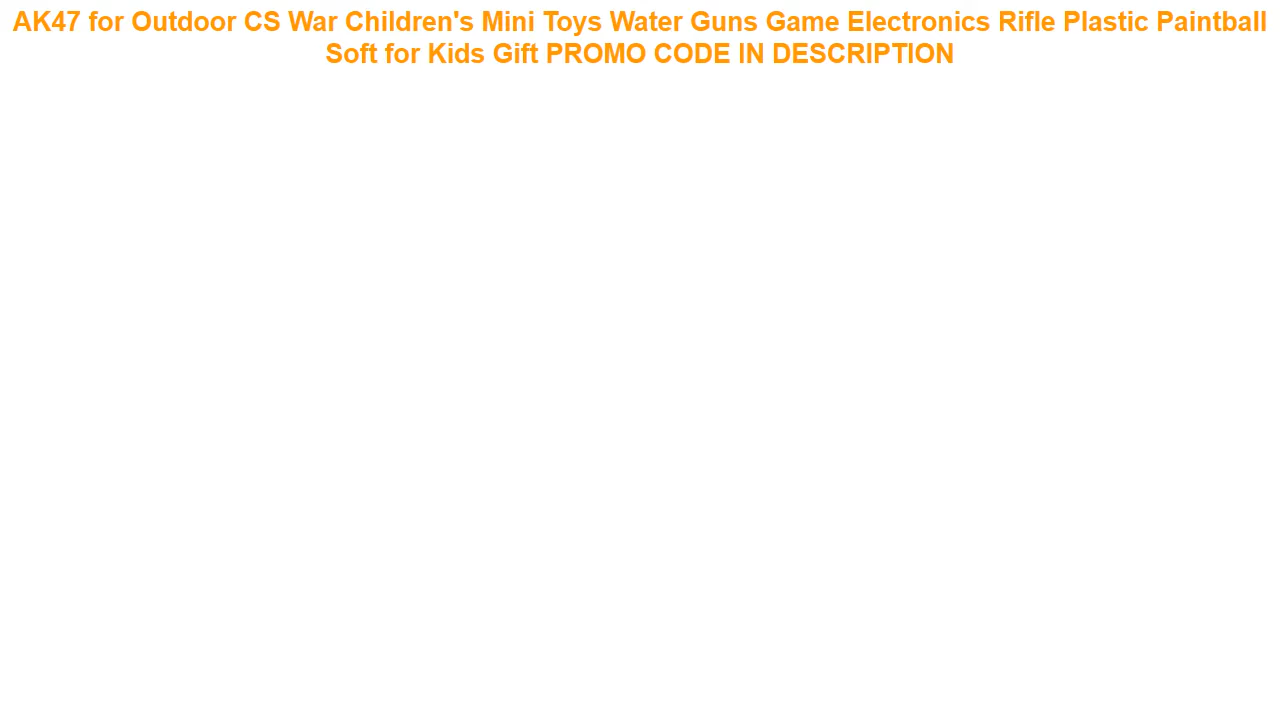 AK47 for Outdoor CS War Children's Mini Toys Water Guns Game Electronics Rifle Plastic Paintball
Soft for Kids Gift PROMO CODE IN DESCRIPTION